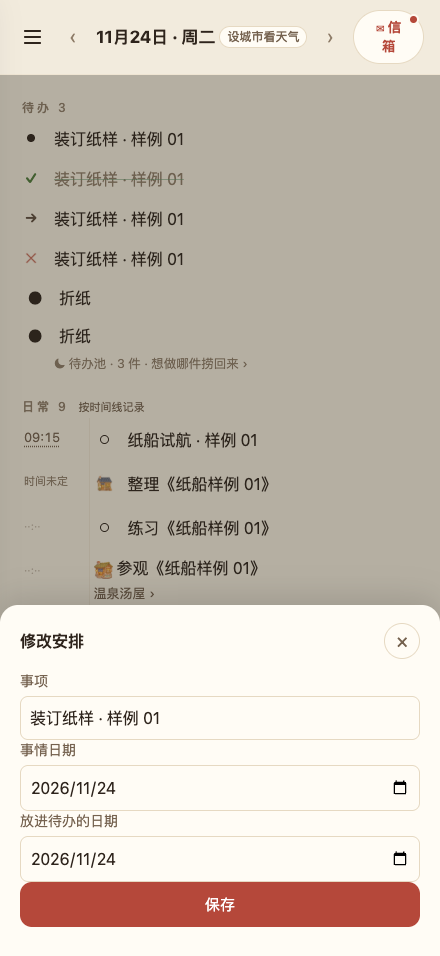 ‹ 11月24日 · 周二 设城市看天气 › ✉ 信箱
待办 3
装订纸样 · 样例 01
装订纸样 · 样例 01
装订纸样 · 样例 01
装订纸样 · 样例 01
折纸
折纸
待办池 · 3 件 · 想做哪件捞回来 ›
日常 9 按时间线记录
09:15 纸船试航 · 样例 01
时间未定 整理《纸船样例 01》
--:-- 练习《纸船样例 01》
--:-- 参观《纸船样例 01》
温泉汤屋 ›
修改安排 ×
事项
装订纸样 · 样例 01
事情日期
2026/11/24
放进待办的日期
2026/11/24
保存